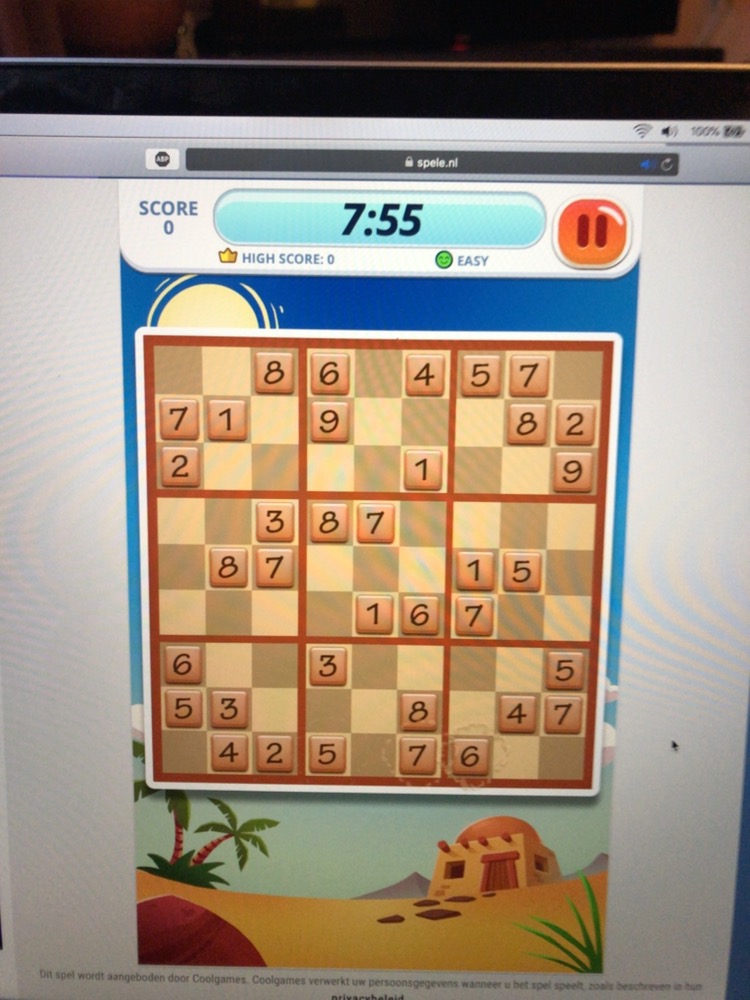 100%
ABP
spele.nl
SCORE
0
7:55
HIGH SCORE: 0
EASY
8 6 4 5 7
7 1 9 8 2
2 1 9
3 8 7
8 7 1 5
1 6 7
6 3 5
5 3 8 4 7
4 2 5 7 6
Dit spel wordt aangeboden door Coolgames. Coolgames verwerkt uw persoonsgegevens wanneer u het spel speelt, zoals beschreven in hun
privacybeleid